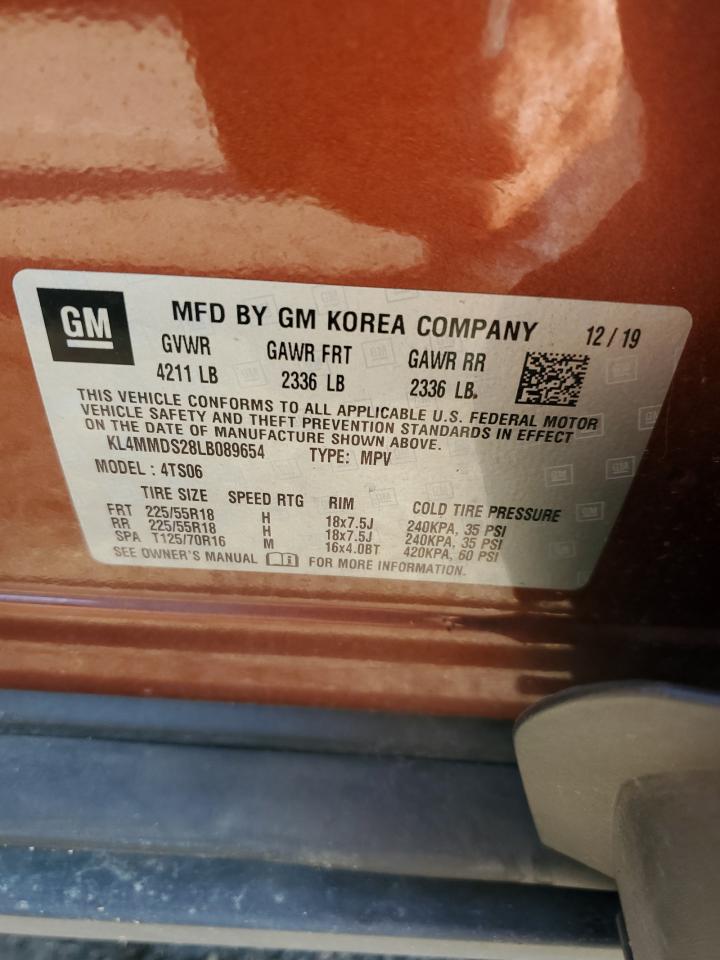 GM
MFD BY GM KOREA COMPANY 12 / 19
GVWR GAWR FRT GAWR RR
4211 LB 2336 LB 2336 LB.
THIS VEHICLE CONFORMS TO ALL APPLICABLE U.S. FEDERAL MOTOR
VEHICLE SAFETY AND THEFT PREVENTION STANDARDS IN EFFECT
ON THE DATE OF MANUFACTURE SHOWN ABOVE.
KL4MMDS28LB089654 TYPE: MPV
MODEL : 4TS06
TIRE SIZE SPEED RTG RIM COLD TIRE PRESSURE
FRT 225/55R18 H 18x7.5J 240KPA, 35 PSI
RR 225/55R18 H 18x7.5J 240KPA, 35 PSI
SPA T125/70R16 M 16x4.0BT 420KPA, 60 PSI
SEE OWNER'S MANUAL i FOR MORE INFORMATION.